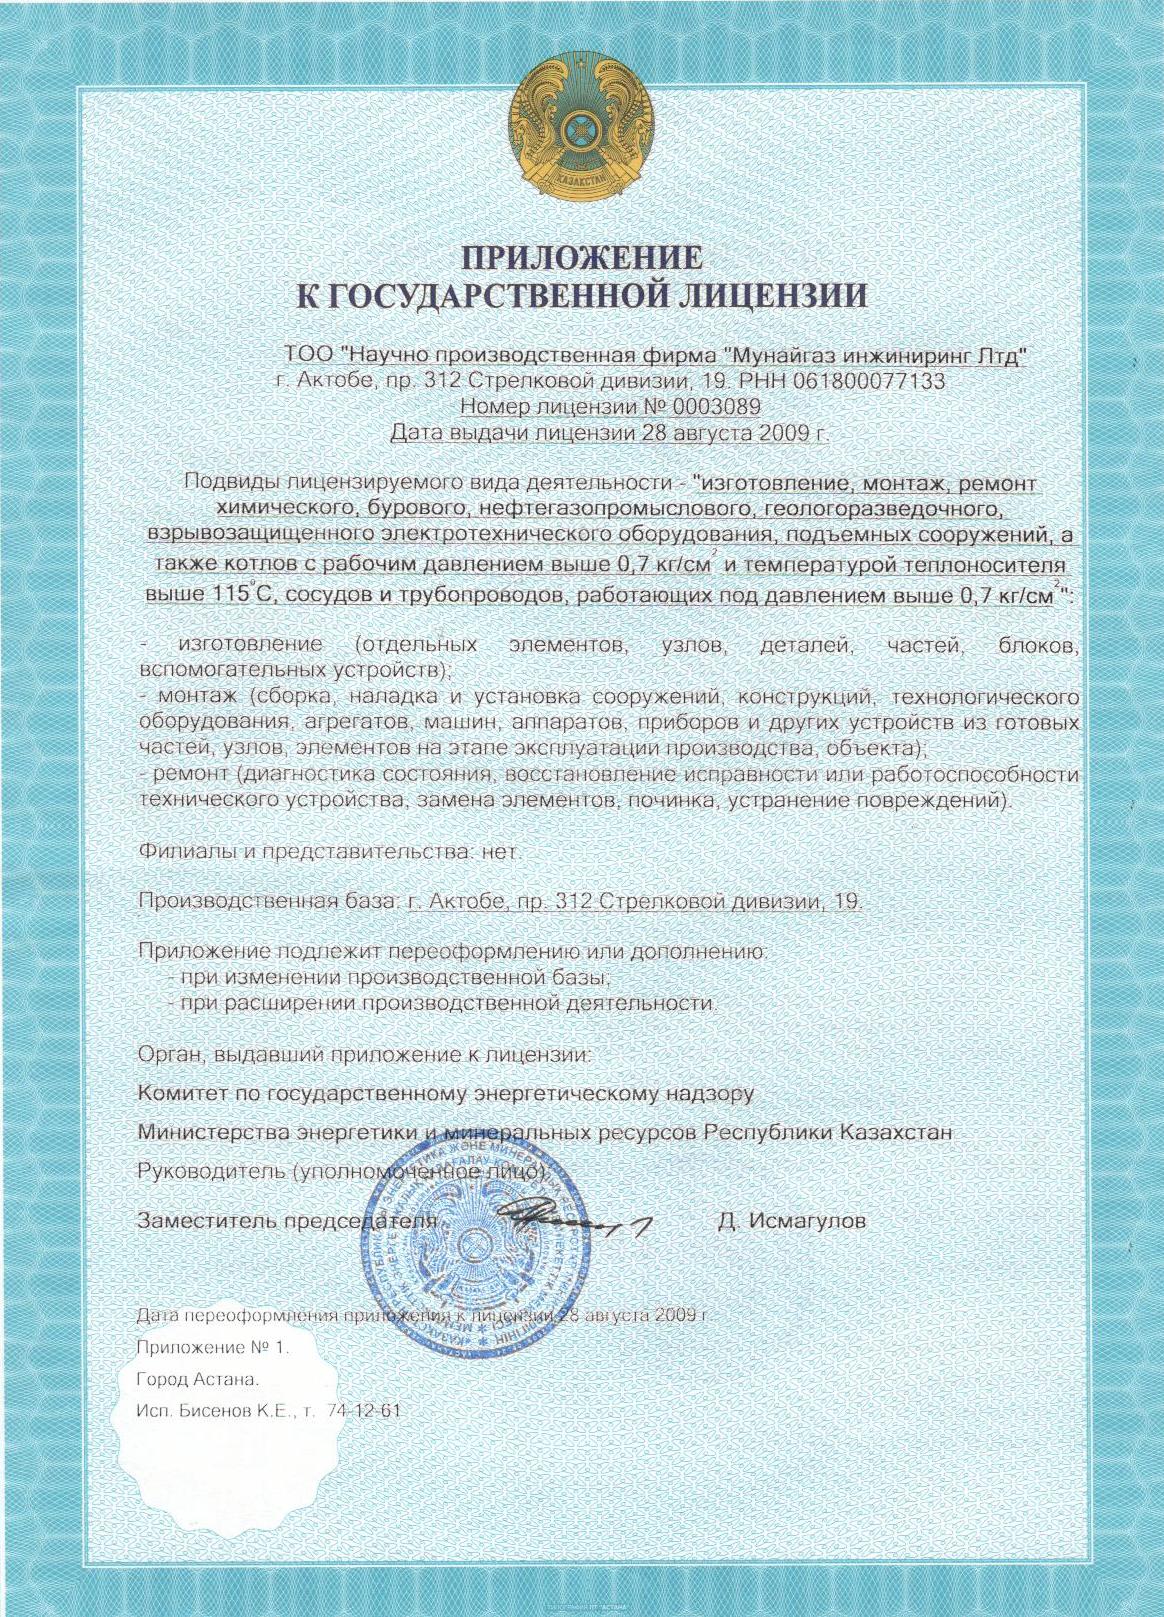 ҚАЗАҚСТАН
ПРИЛОЖЕНИЕ
К ГОСУДАРСТВЕННОЙ ЛИЦЕНЗИИ
ТОО "Научно производственная фирма "Мунайгаз инжиниринг Лтд"
г. Актобе, пр. 312 Стрелковой дивизии, 19. РНН 061800077133
Номер лицензии № 0003089
Дата выдачи лицензии 28 августа 2009 г.
Подвиды лицензируемого вида деятельности - "изготовление, монтаж, ремонт
химического, бурового, нефтегазопромыслового, геологоразведочного,
взрывозащищенного электротехнического оборудования, подъемных сооружений, а
также котлов с рабочим давлением выше 0,7 кг/см² и температурой теплоносителя
выше 115°С, сосудов и трубопроводов, работающих под давлением выше 0,7 кг/см²":
- изготовление (отдельных элементов, узлов, деталей, частей, блоков,
вспомогательных устройств);
- монтаж (сборка, наладка и установка сооружений, конструкций, технологического
оборудования, агрегатов, машин, аппаратов, приборов и других устройств из готовых
частей, узлов, элементов на этапе эксплуатации производства, объекта);
- ремонт (диагностика состояния, восстановление исправности или работоспособности
технического устройства, замена элементов, починка, устранение повреждений).
Филиалы и представительства: нет.
Производственная база: г. Актобе, пр. 312 Стрелковой дивизии, 19.
Приложение подлежит переоформлению или дополнению:
- при изменении производственной базы;
- при расширении производственной деятельности.
Орган, выдавший приложение к лицензии:
Комитет по государственному энергетическому надзору
Министерства энергетики и минеральных ресурсов Республики Казахстан
Руководитель (уполномоченное лицо)
Заместитель председателя Д. Исмагулов
Дата переоформления приложения к лицензии 28 августа 2009 г
Приложение № 1.
Город Астана.
Исп. Бисенов К.Е., т. 74-12-61